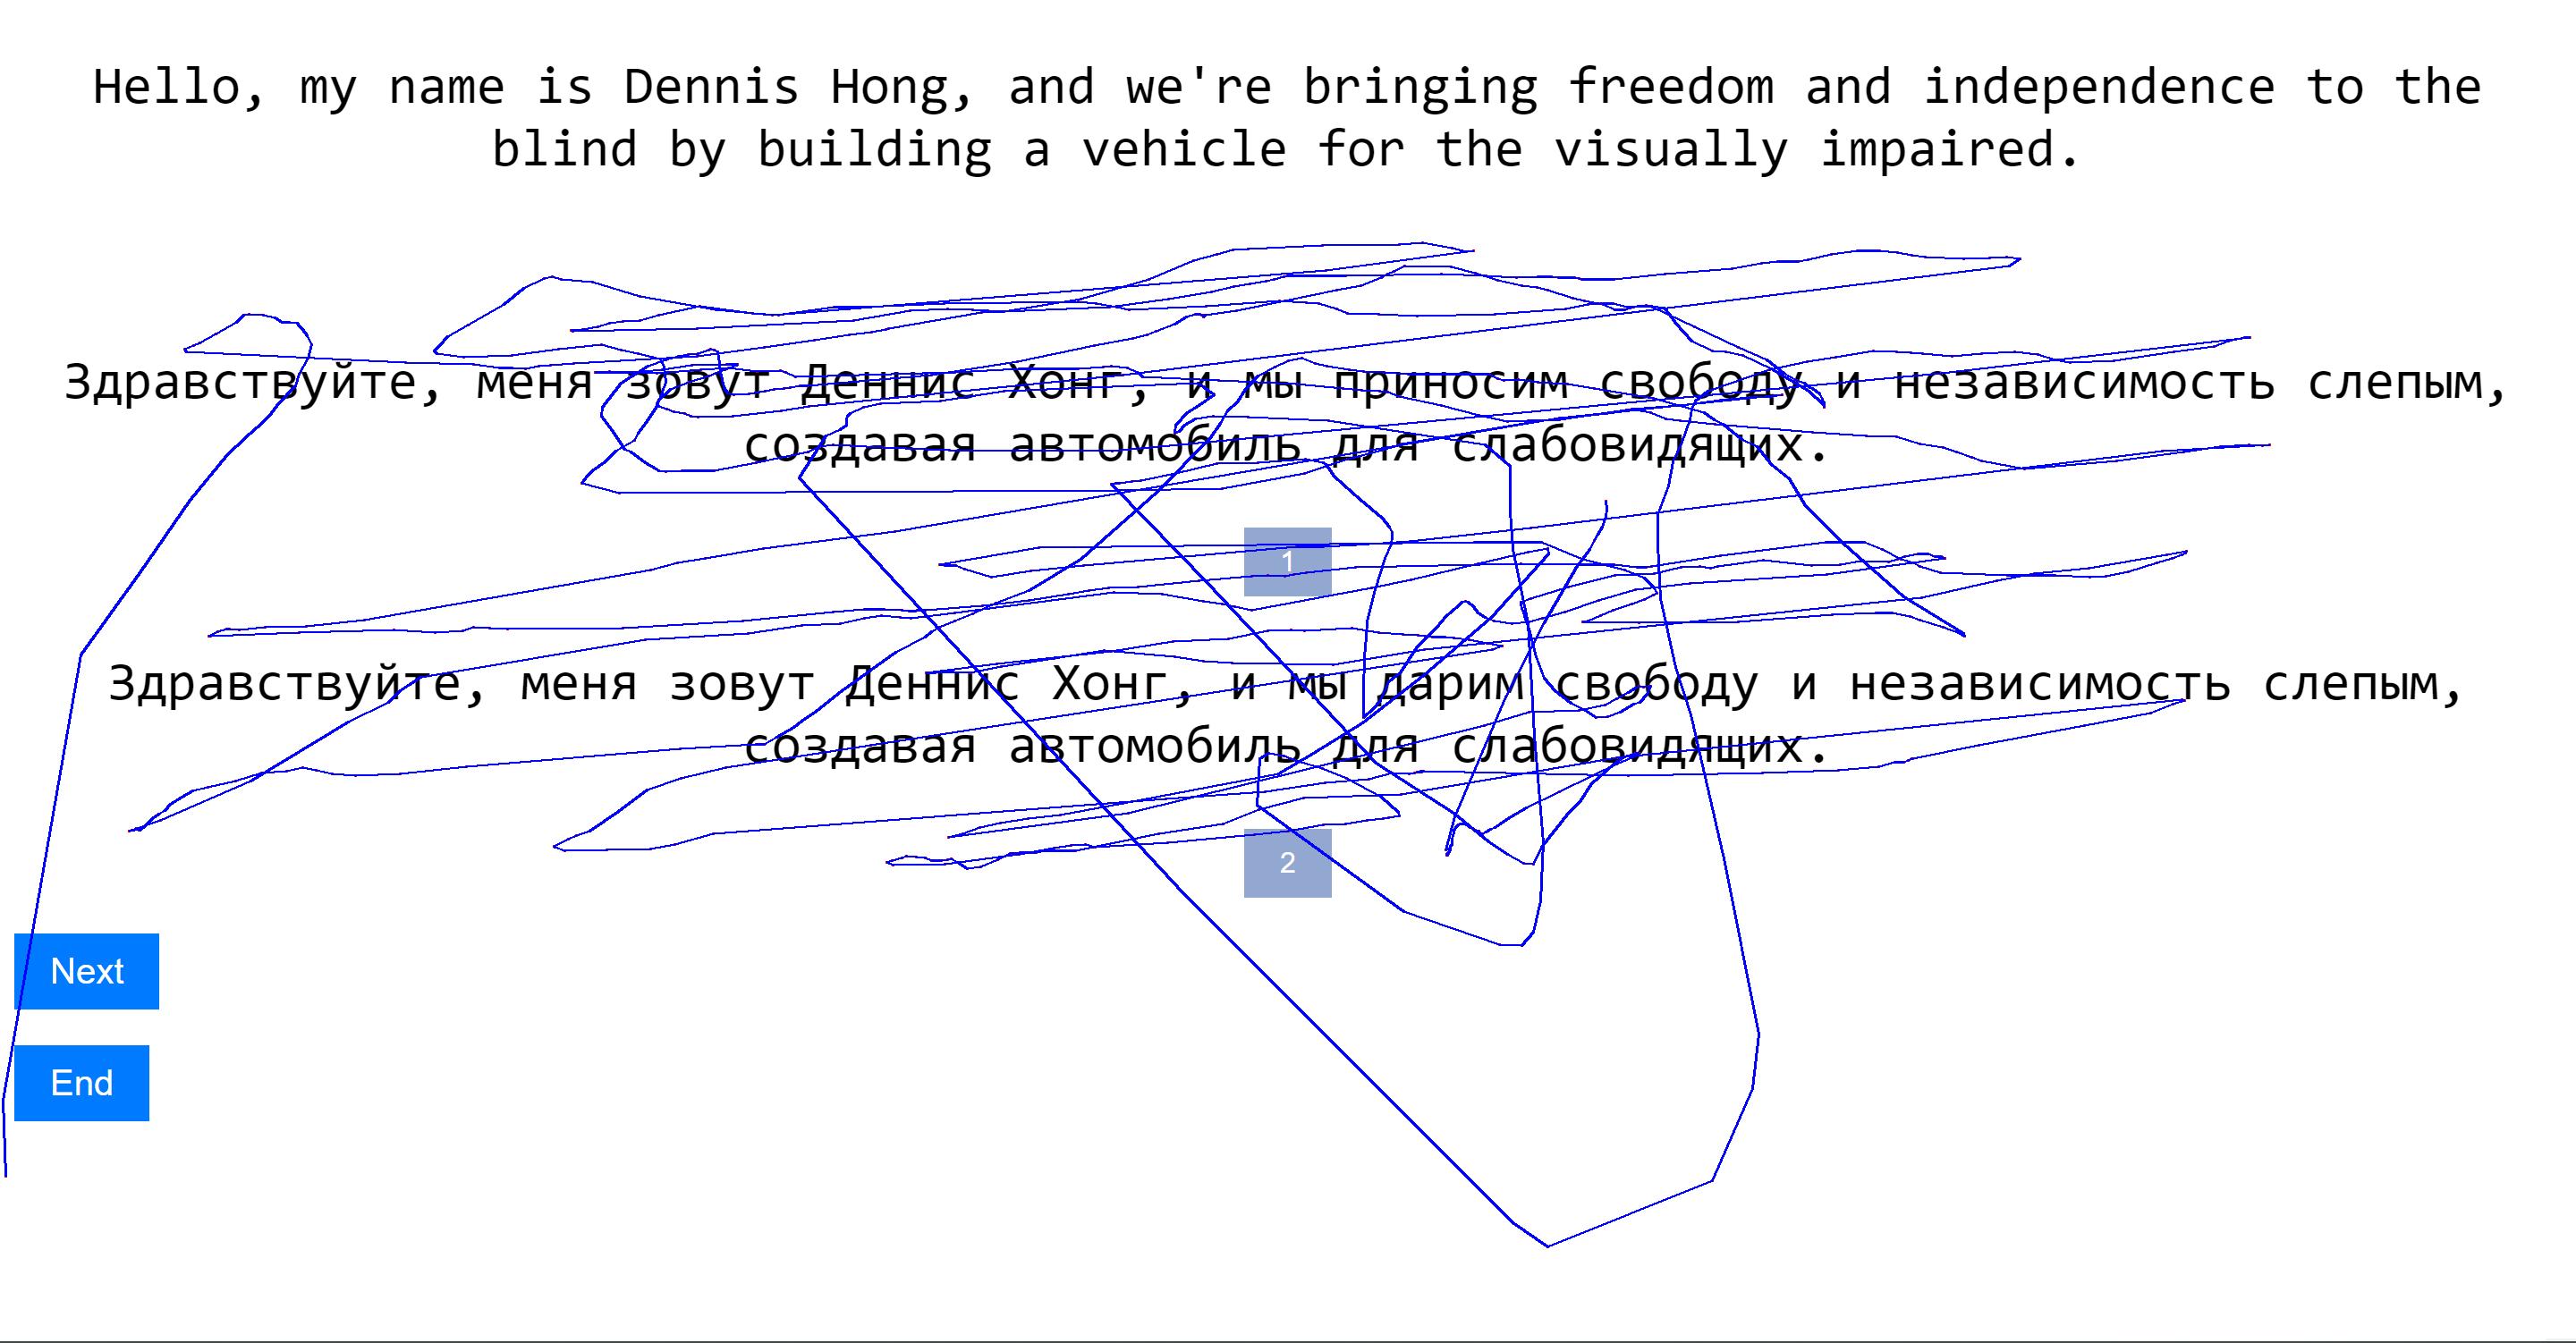 Hello, my name is Dennis Hong, and we're bringing freedom and independence to the
blind by building a vehicle for the visually impaired.
Здравствуйте, меня зовут Деннис Хонг, и мы приносим свободу и независимость слепым,
создавая автомобиль для слабовидящих.
1
Здравствуйте, меня зовут Деннис Хонг, и мы дарим свободу и независимость слепым,
создавая автомобиль для слабовидящих.
2
Next
End